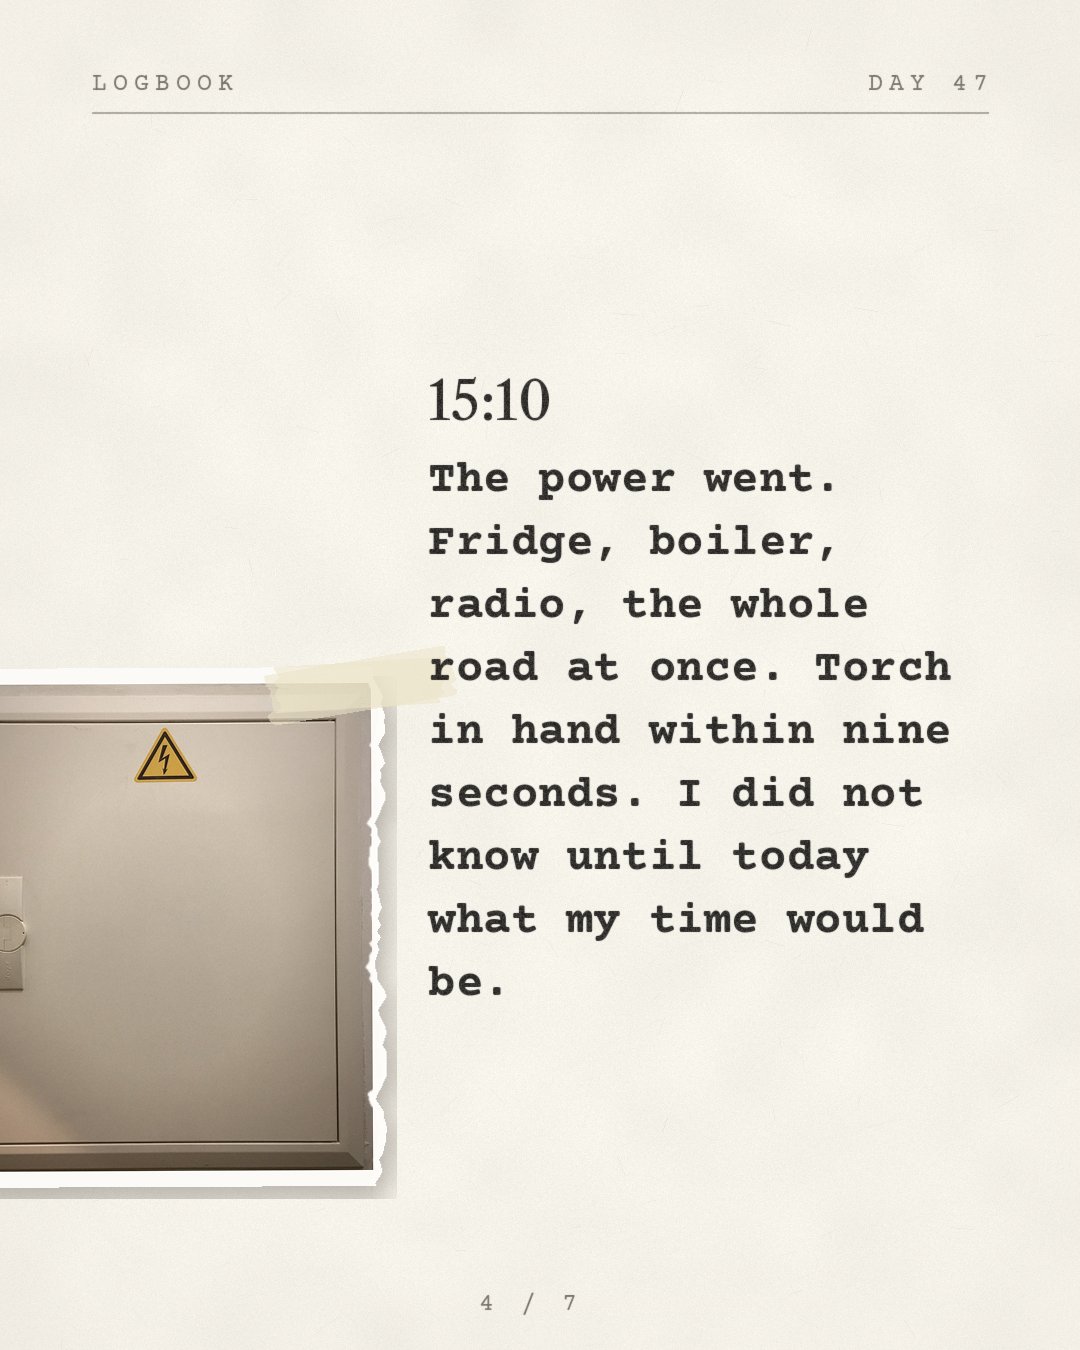 LOGBOOK DAY 47
15:10
The power went.
Fridge, boiler,
radio, the whole
road at once. Torch
in hand within nine
seconds. I did not
know until today
what my time would
be.
4 / 7